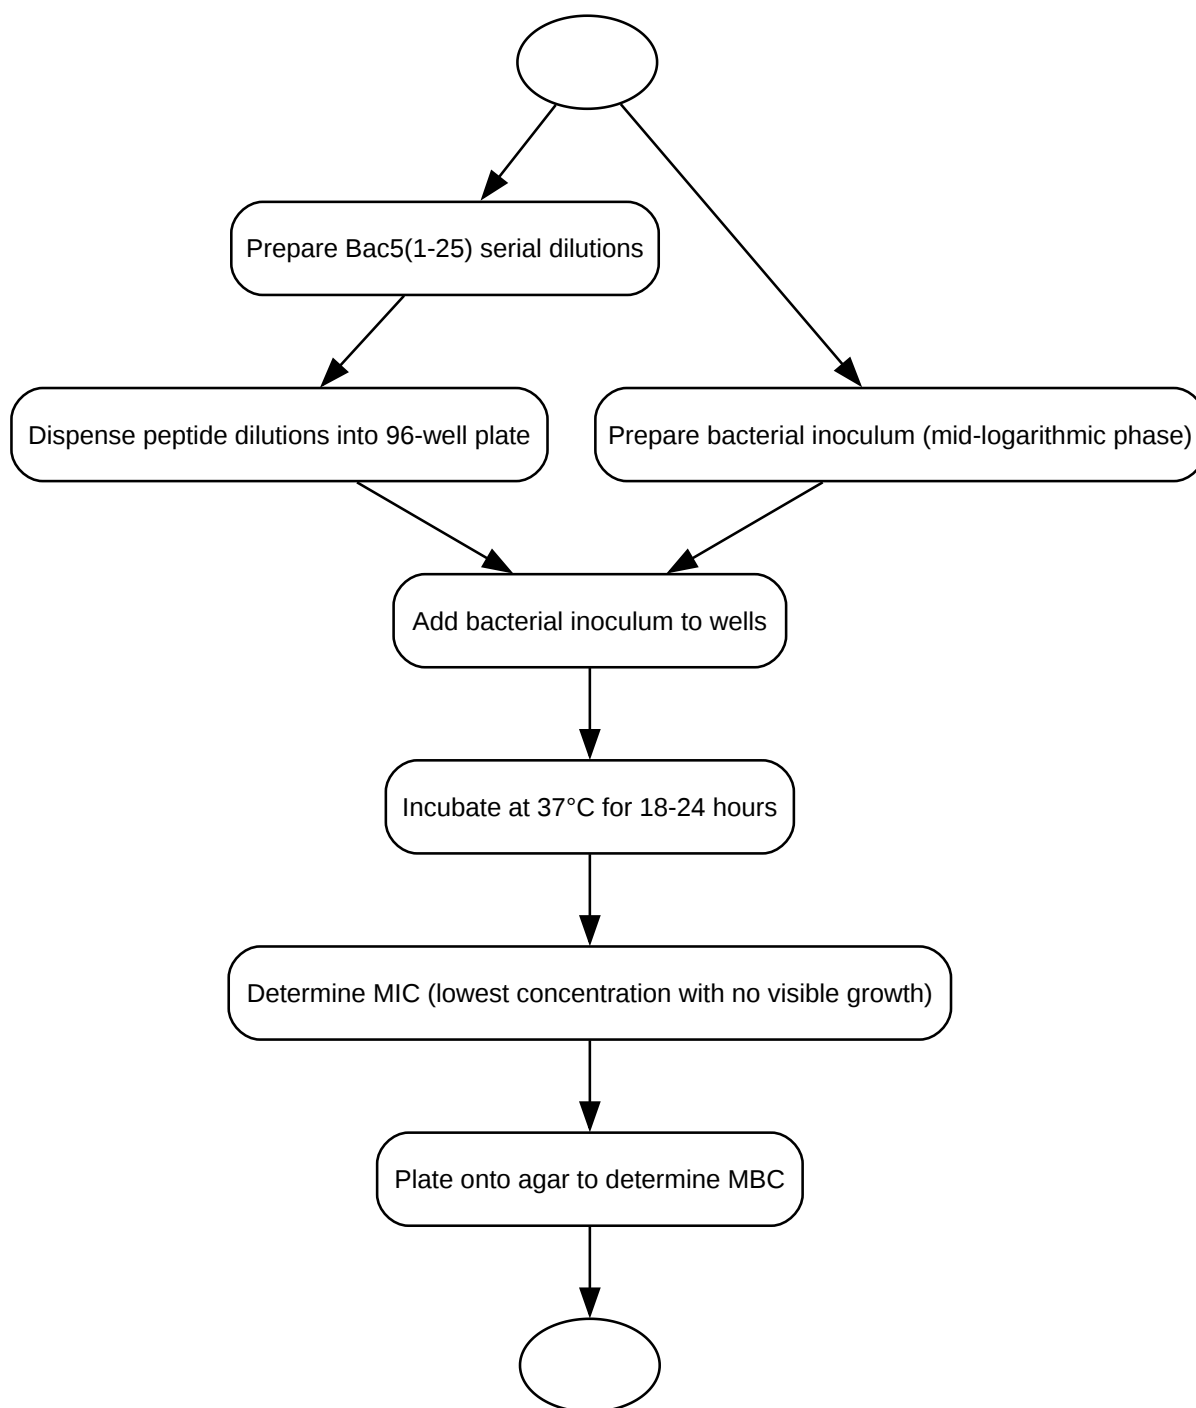 Prepare Bac5(1-25) serial dilutions
Dispense peptide dilutions into 96-well plate
Prepare bacterial inoculum (mid-logarithmic phase)
Add bacterial inoculum to wells
Incubate at 37°C for 18-24 hours
Determine MIC (lowest concentration with no visible growth)
Plate onto agar to determine MBC